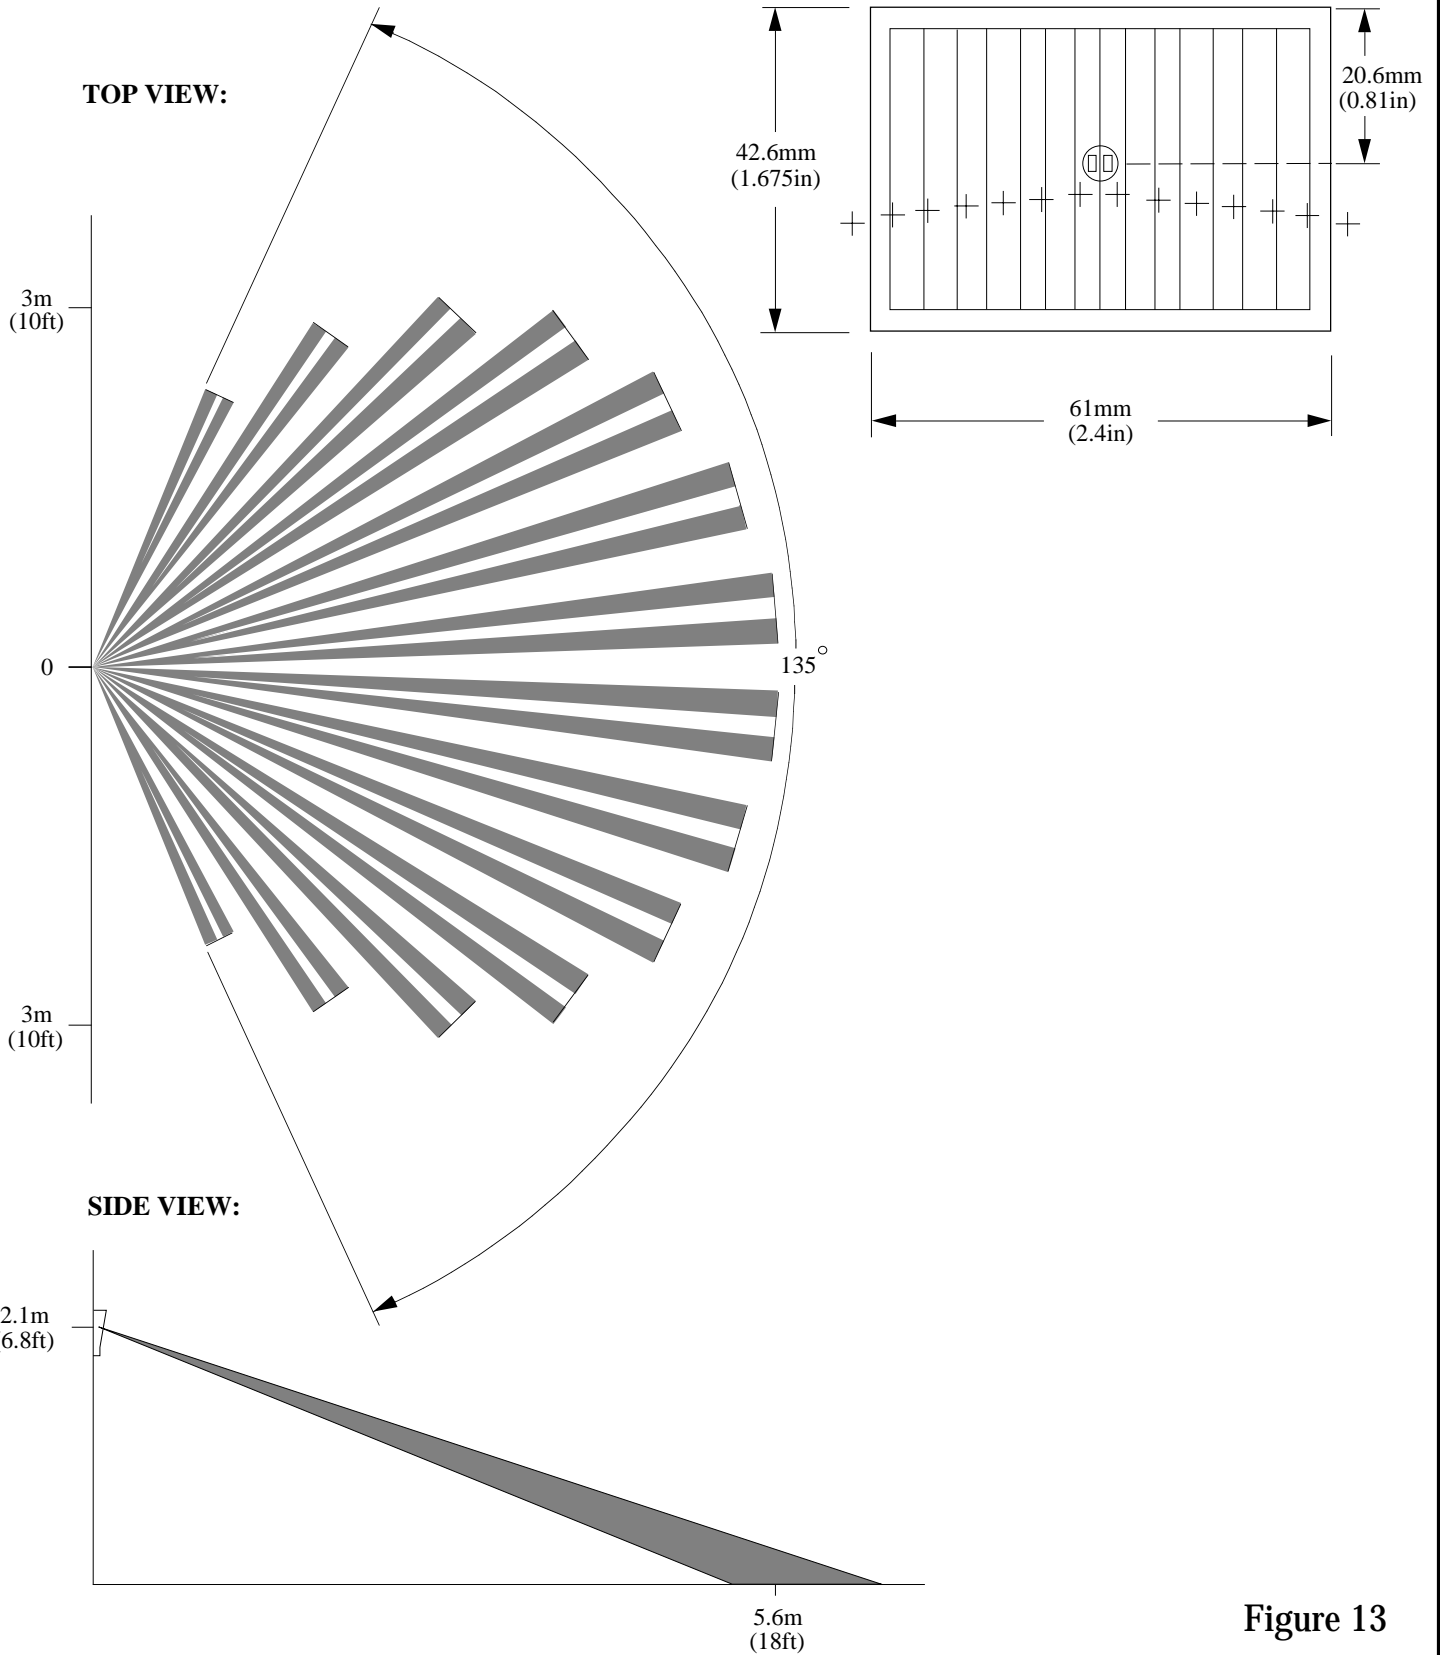 TOP VIEW:
20.6mm
(0.81in)
42.6mm
(1.675in)
3m
(10ft)
61mm
(2.4in)
0
135°
3m
(10ft)
SIDE VIEW:
2.1m
6.8ft)
5.6m
(18ft)
Figure 13